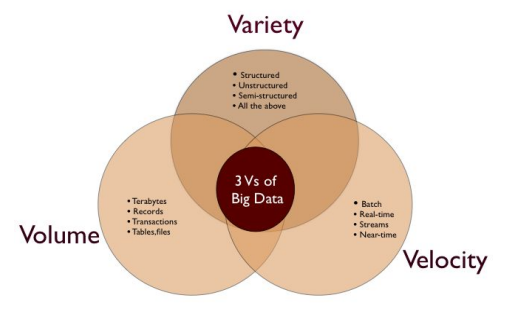 Variety
• Structured
• Unstructured
• Semi-structured
• All the above
3 Vs of
Big Data
• Terabytes
• Records
• Transactions
• Tables,files
Volume
• Batch
• Real-time
• Streams
• Near-time
Velocity